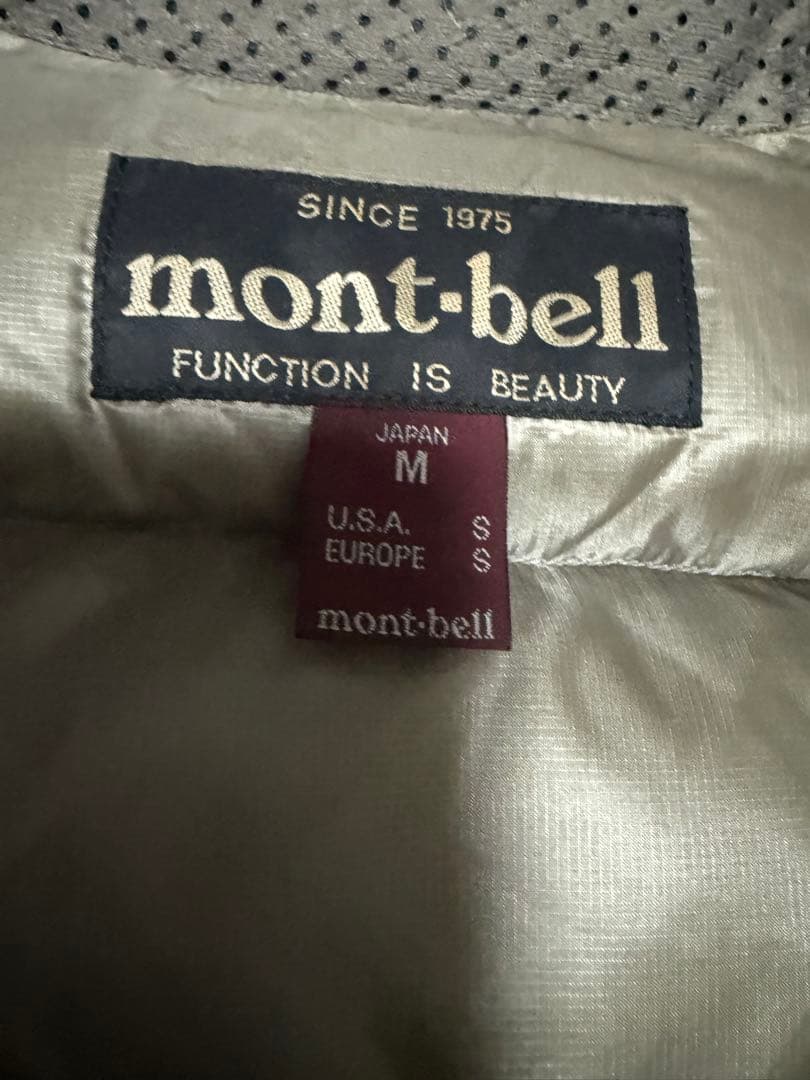 SINCE 1975
mont-bell
FUNCTION IS BEAUTY
JAPAN
M
U.S.A. S
EUROPE S
mont-bell